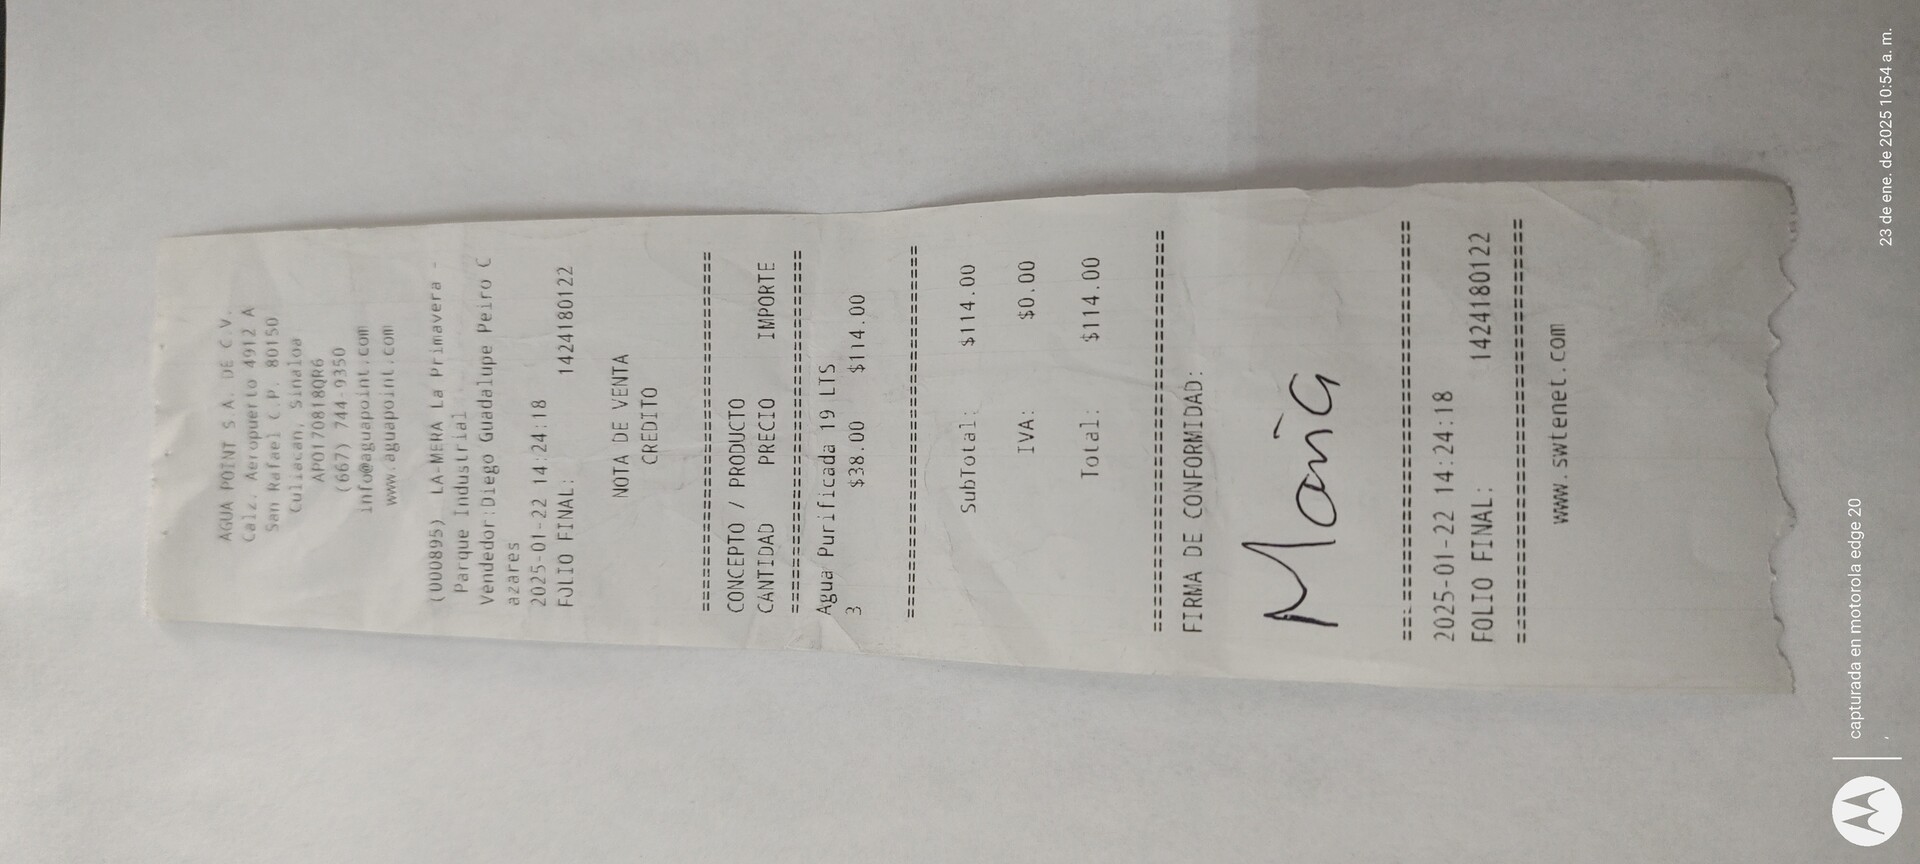 AGUA POINT S.A. DE C.V.
Calz. Aeropuerto 4912 A
San Rafael C.P. 80150
Culiacan, Sinaloa
APO170818QR6
(667) 744-9350
info@aguapoint.com
www.aguapoint.com
(000895) LA-MERA La Primavera -
Parque Industrial
Vendedor:Diego Guadalupe Peiro C
azares
2025-01-22 14:24:18
FOLIO FINAL: 1424180122
NOTA DE VENTA
CREDITO
================================
CONCEPTO / PRODUCTO
CANTIDAD PRECIO IMPORTE
================================
Agua Purificada 19 LTS
3 $38.00 $114.00
================================
SubTotal: $114.00
IVA: $0.00
Total: $114.00
================================
FIRMA DE CONFORMIDAD:
María
================================
2025-01-22 14:24:18
FOLIO FINAL: 1424180122
================================
www.swtenet.com
capturada en motorola edge 20
23 de ene. de 2025 10:54 a. m.